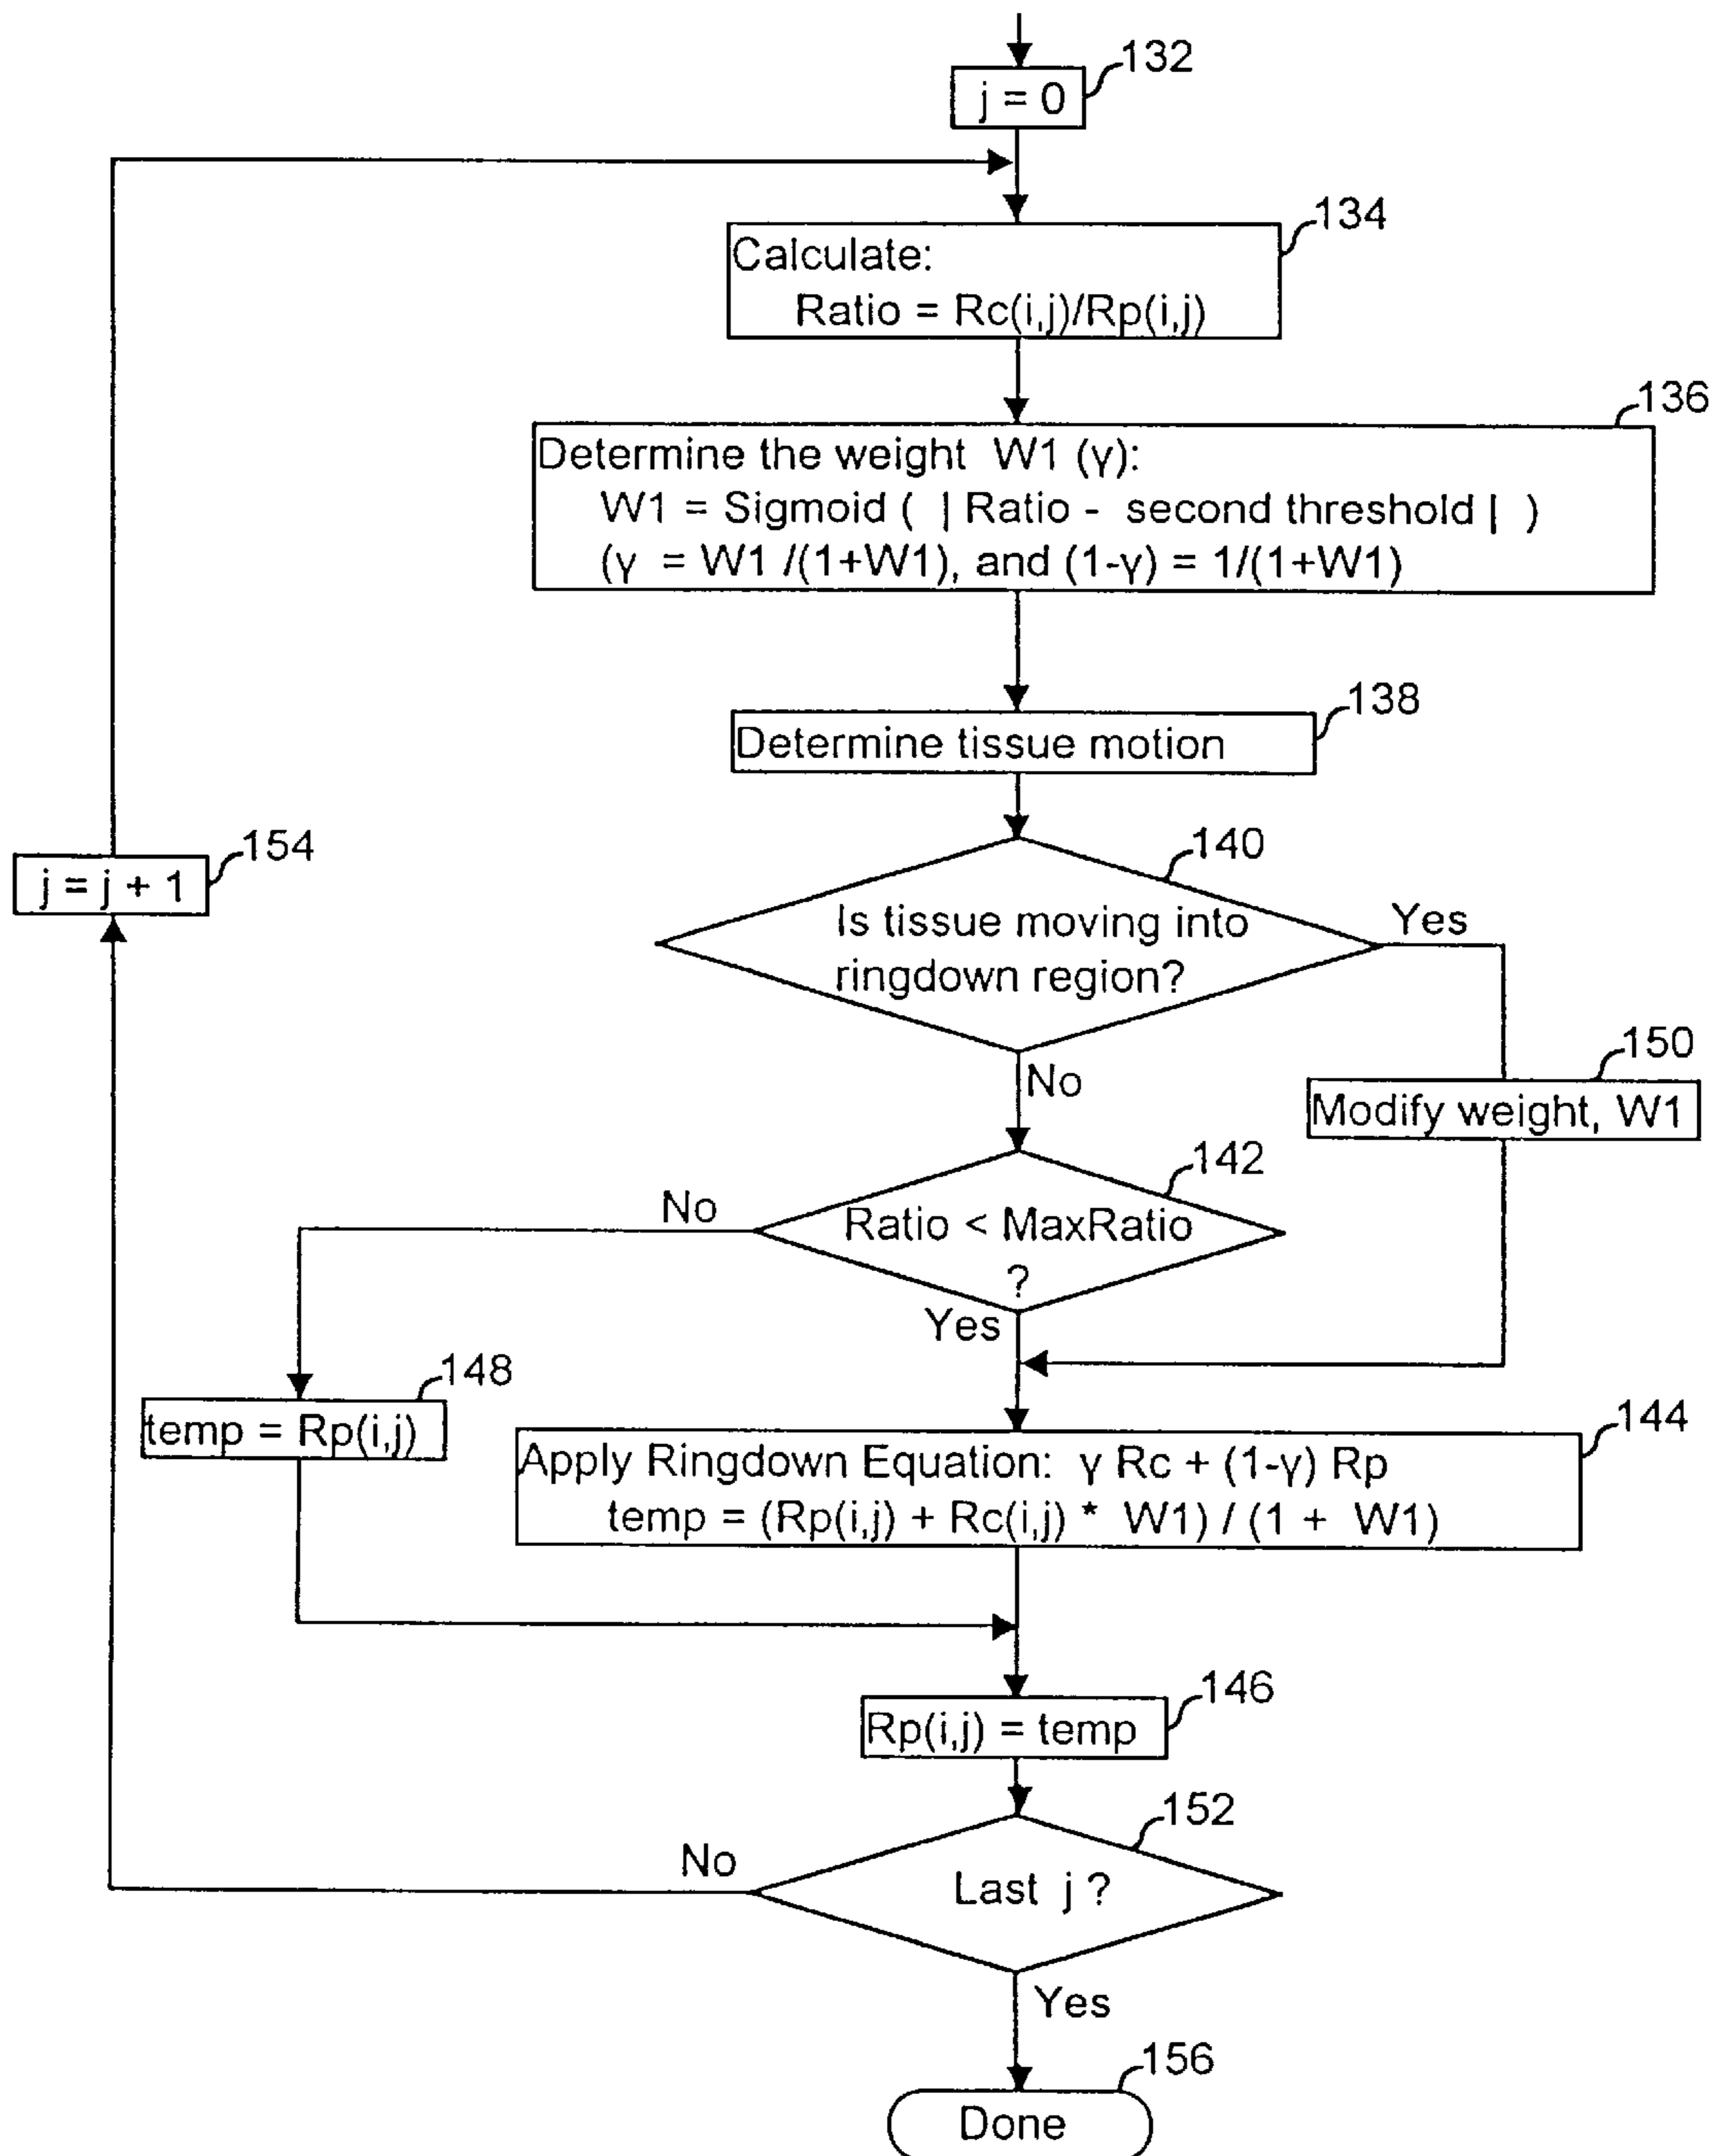 132
j = 0
134
Calculate:
Ratio = Rc(i,j)/Rp(i,j)
136
Determine the weight W1 (γ):
W1 = Sigmoid ( | Ratio - second threshold | )
(γ = W1 /(1+W1), and (1-γ) = 1/(1+W1)
138
Determine tissue motion
154
j = j + 1
140
Is tissue moving into
ringdown region?
Yes
No
150
Modify weight, W1
142
Ratio < MaxRatio
?
No
Yes
148
temp = Rp(i,j)
144
Apply Ringdown Equation: γ Rc + (1-γ) Rp
temp = (Rp(i,j) + Rc(i,j) * W1) / (1 + W1)
146
Rp(i,j) = temp
152
Last j ?
No
Yes
156
Done